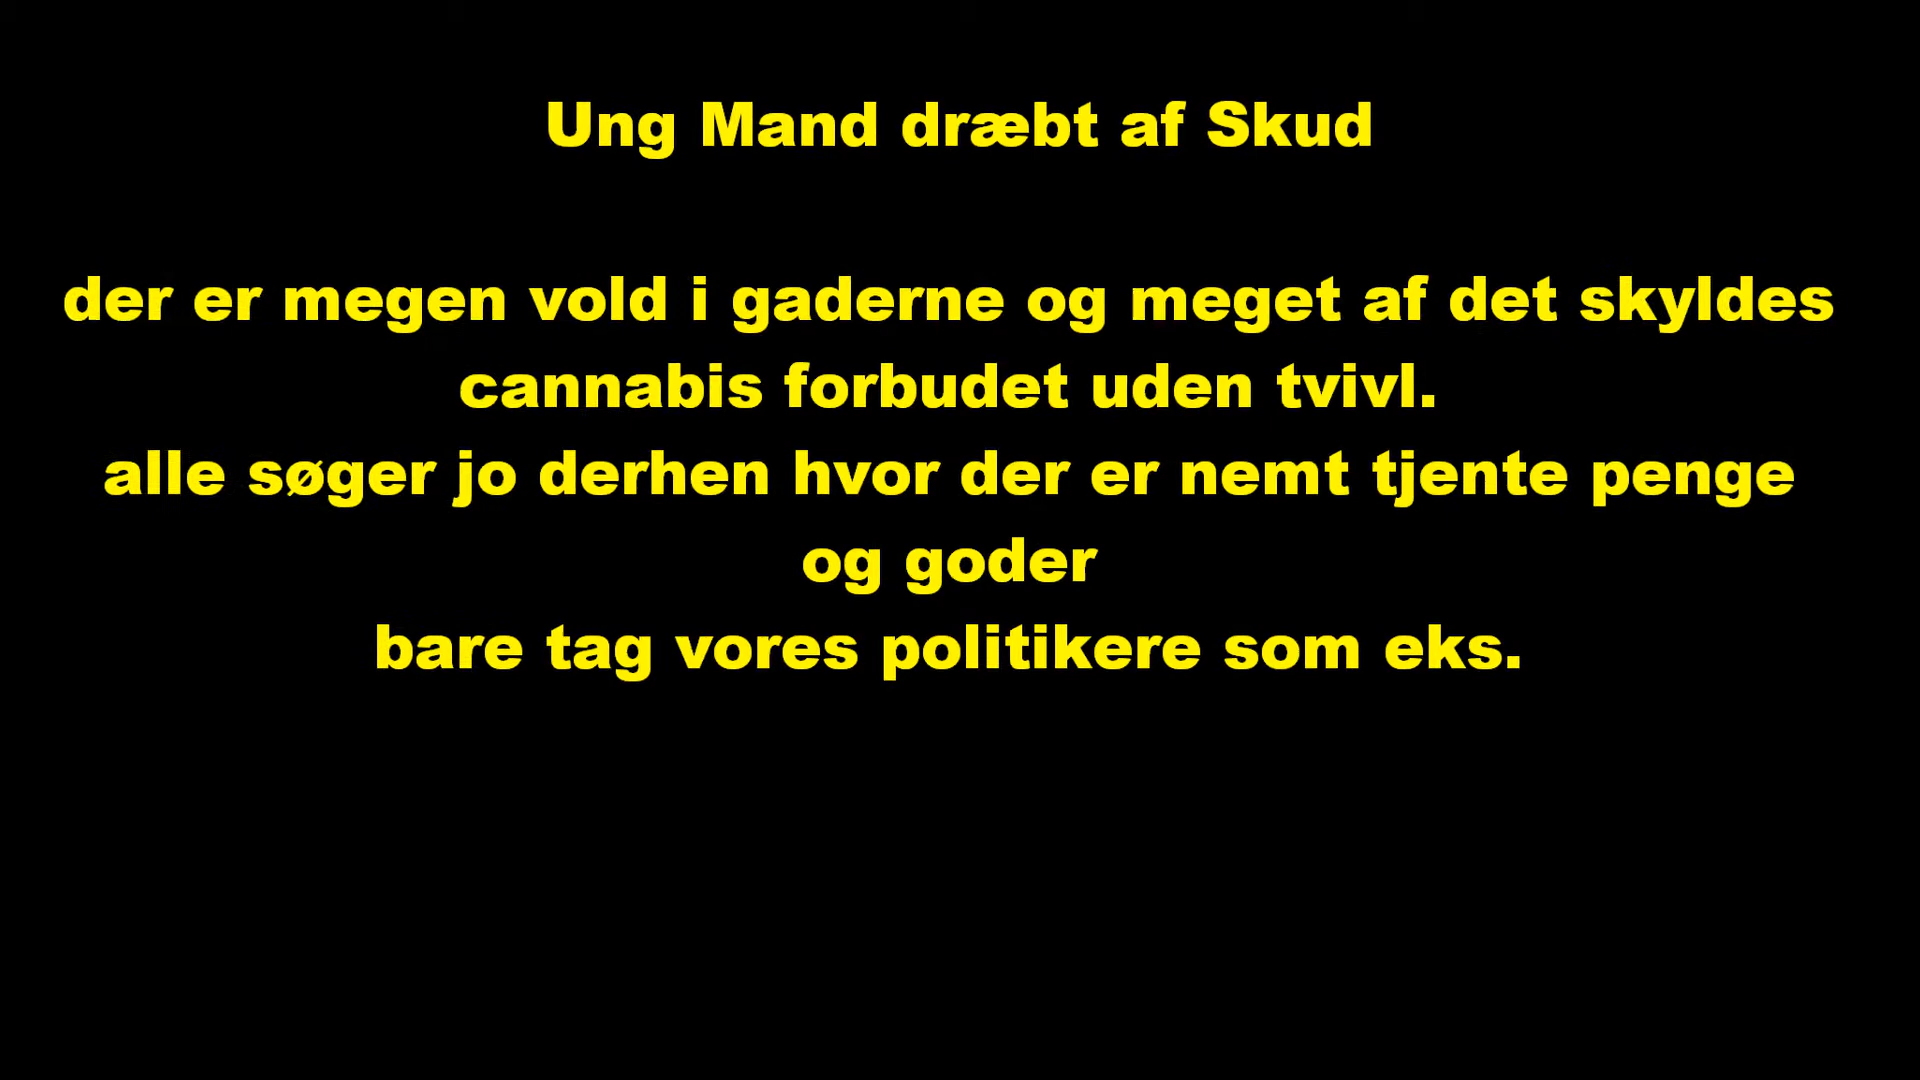 Ung Mand dræbt af Skud
der er megen vold i gaderne og meget af det skyldes
cannabis forbudet uden tvivl.
alle søger jo derhen hvor der er nemt tjente penge
og goder
bare tag vores politikere som eks.